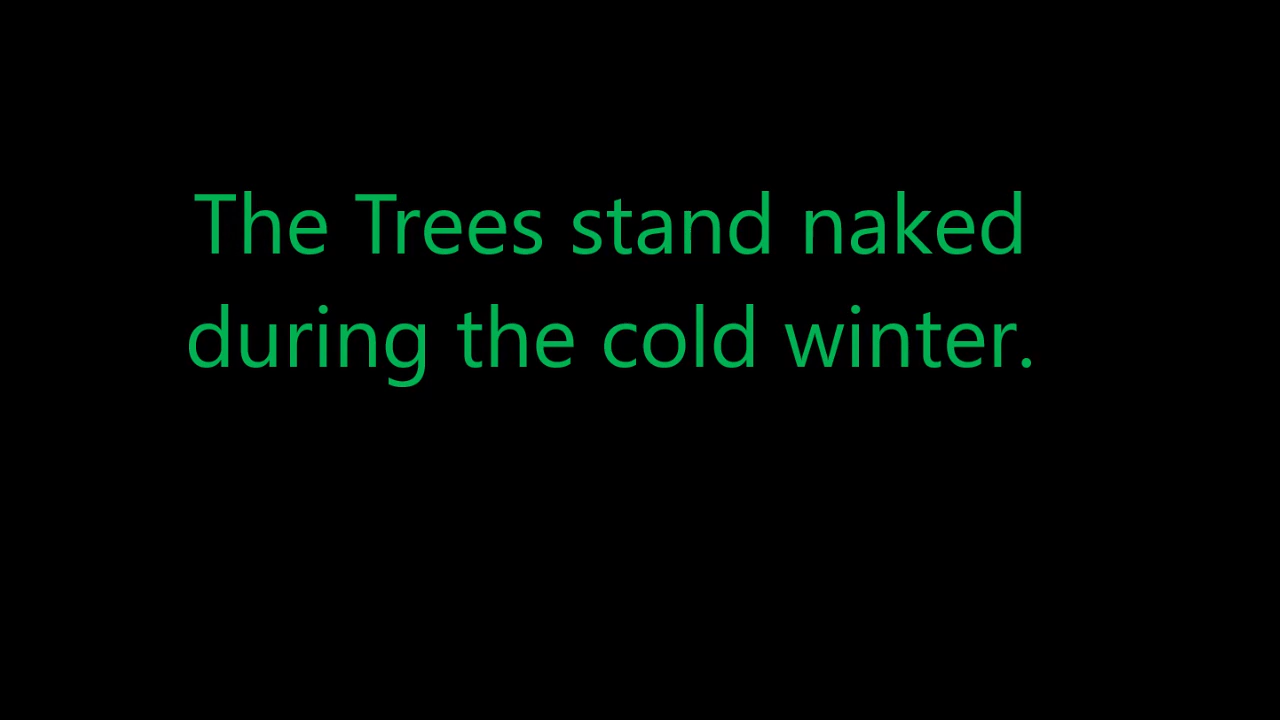 The Trees stand naked
during the cold winter.